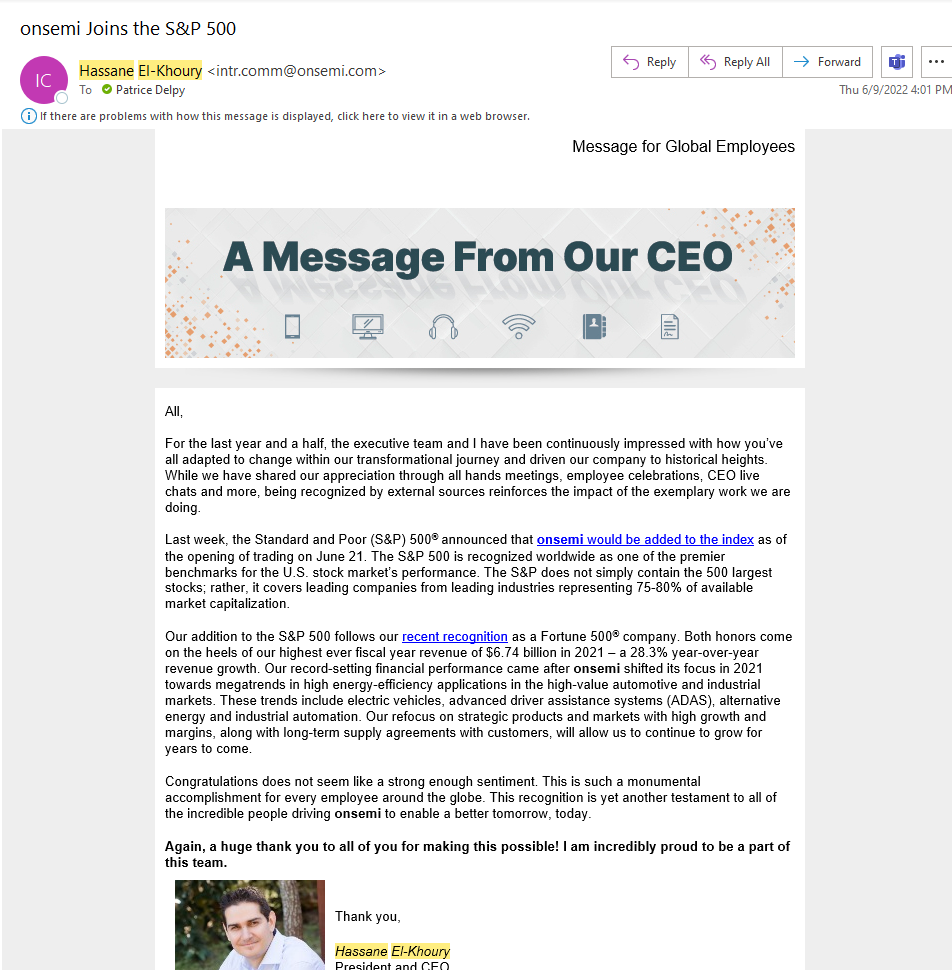 onsemi Joins the S&P 500
IC
Hassane El-Khoury <intr.comm@onsemi.com>
To Patrice Delpy
Reply
Reply All
Forward
Thu 6/9/2022 4:01 PM
If there are problems with how this message is displayed, click here to view it in a web browser.
Message for Global Employees
A Message From Our CEO
All,
For the last year and a half, the executive team and I have been continuously impressed with how you've
all adapted to change within our transformational journey and driven our company to historical heights.
While we have shared our appreciation through all hands meetings, employee celebrations, CEO live
chats and more, being recognized by external sources reinforces the impact of the exemplary work we are
doing.
Last week, the Standard and Poor (S&P) 500® announced that onsemi would be added to the index as of
the opening of trading on June 21. The S&P 500 is recognized worldwide as one of the premier
benchmarks for the U.S. stock market's performance. The S&P does not simply contain the 500 largest
stocks; rather, it covers leading companies from leading industries representing 75-80% of available
market capitalization.
Our addition to the S&P 500 follows our recent recognition as a Fortune 500® company. Both honors come
on the heels of our highest ever fiscal year revenue of $6.74 billion in 2021 – a 28.3% year-over-year
revenue growth. Our record-setting financial performance came after onsemi shifted its focus in 2021
towards megatrends in high energy-efficiency applications in the high-value automotive and industrial
markets. These trends include electric vehicles, advanced driver assistance systems (ADAS), alternative
energy and industrial automation. Our refocus on strategic products and markets with high growth and
margins, along with long-term supply agreements with customers, will allow us to continue to grow for
years to come.
Congratulations does not seem like a strong enough sentiment. This is such a monumental
accomplishment for every employee around the globe. This recognition is yet another testament to all of
the incredible people driving onsemi to enable a better tomorrow, today.
Again, a huge thank you to all of you for making this possible! I am incredibly proud to be a part of
this team.
Thank you,
Hassane El-Khoury
President and CEO